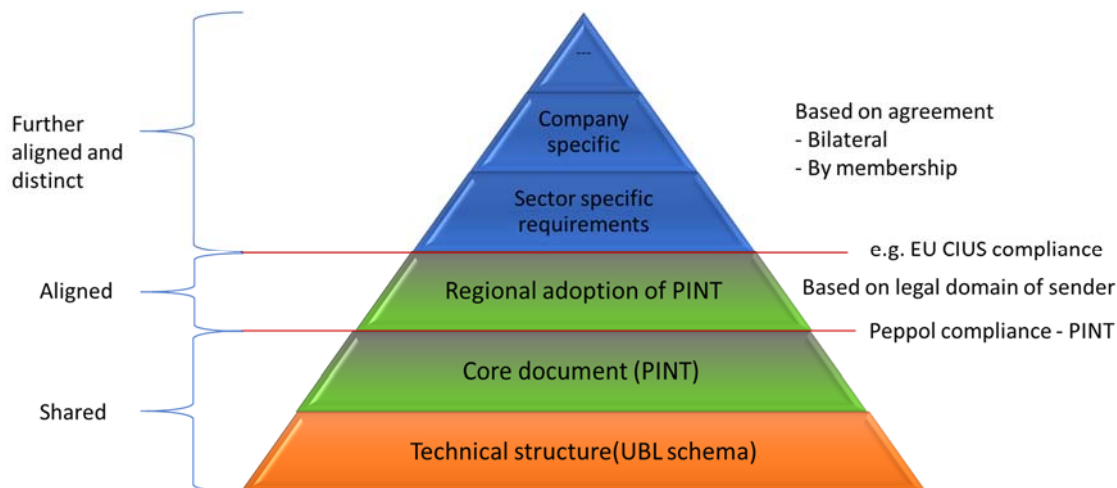 ---
Company
specific
Sector specific
requirements
Regional adoption of PINT
Core document (PINT)
Technical structure(UBL schema)
Further
aligned and
distinct
Aligned
Shared
Based on agreement
- Bilateral
- By membership
e.g. EU CIUS compliance
Based on legal domain of sender
Peppol compliance - PINT